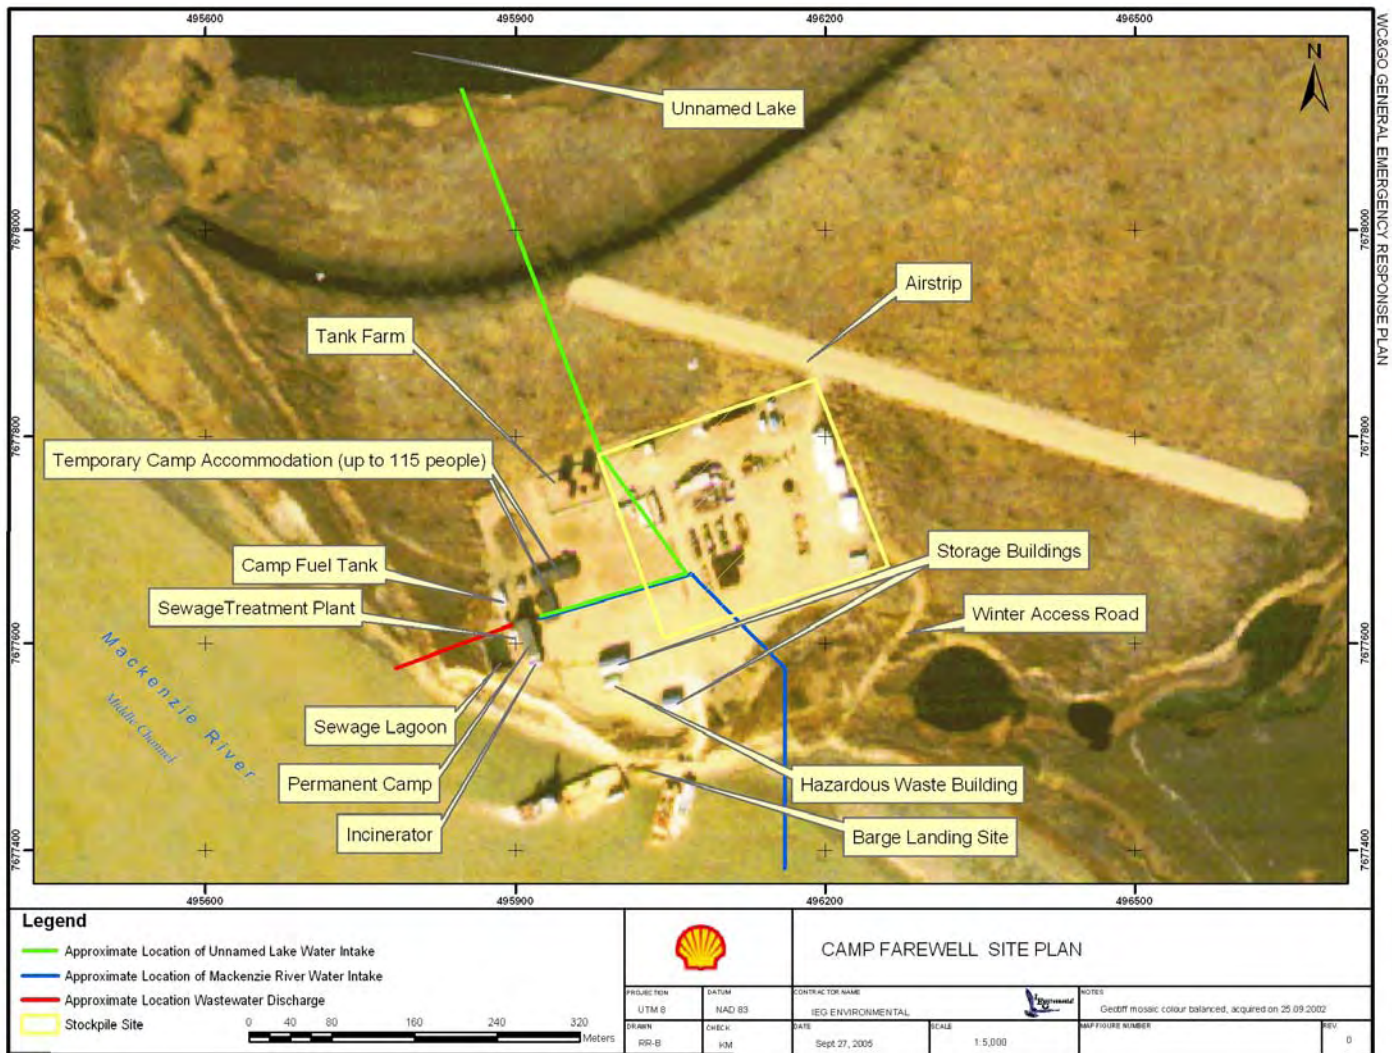 495600
495900
496200
496500
WC&GO GENERAL EMERGENCY RESPONSE PLAN
N
Unnamed Lake
7678000
7678000
Airstrip
Tank Farm
7677800
7677800
Temporary Camp Accommodation (up to 115 people)
Storage Buildings
Camp Fuel Tank
SewageTreatment Plant
Winter Access Road
7677600
7677600
Mackenzie River
Middle Channel
Sewage Lagoon
Permanent Camp
Hazardous Waste Building
Incinerator
Barge Landing Site
7677400
7677400
495600
495900
496200
496500
Legend
Approximate Location of Unnamed Lake Water Intake
Approximate Location of Mackenzie River Water Intake
Approximate Location Wastewater Discharge
Stockpile Site
0 40 80 160 240 320
Meters
CAMP FAREWELL SITE PLAN
PROJECTION
UTM 8
DATUM
NAD 83
CONTRACTOR NAME
IEG ENVIRONMENTAL
NOTES
Geotiff mosaic colour balanced, acquired on 25.09.2002
DRAWN
RR-B
CHECK
KM
DATE
Sept 27, 2005
SCALE
1:5,000
MAP FIGURE NUMBER
REV
0